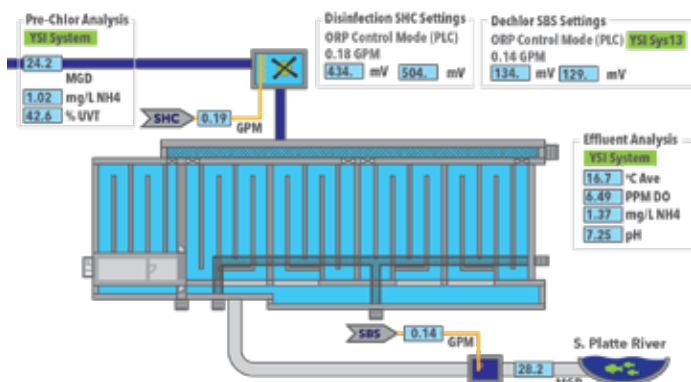 Pre-Chlor Analysis
YSI System
24.2
MGD
1.02 mg/L NH4
42.6 % UVT
Disinfection SHC Settings
ORP Control Mode (PLC)
0.18 GPM
434. mV 504. mV
Dechlor SBS Settings
ORP Control Mode (PLC) YSI Sys13
0.14 GPM
134. mV 129. mV
SHC 0.19
GPM
Effluent Analysis
YSI System
16.7 °C Ave
6.49 PPM DO
1.37 mg/L NH4
7.25 pH
SBS 0.14
GPM
S. Platte River
28.2
MGD